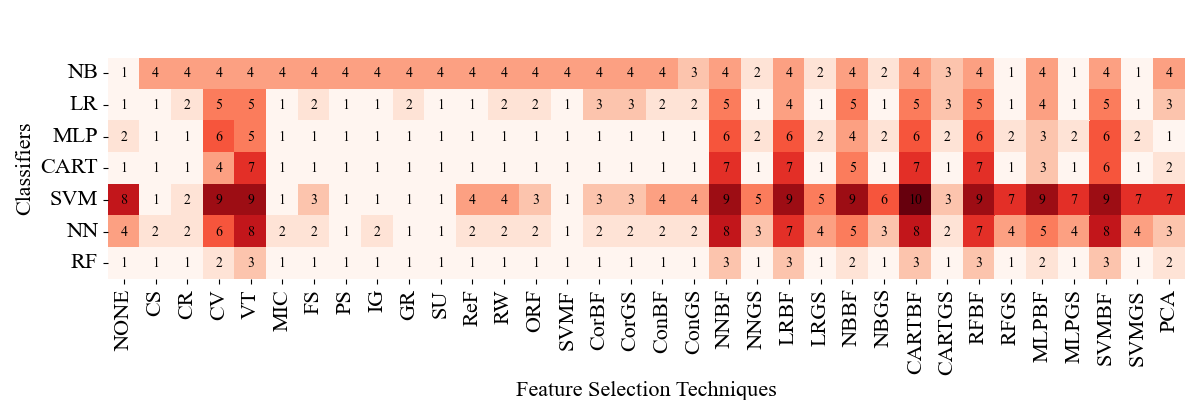 NB 1 4 4 4 4 4 4 4 4 4 4 4 4 4 4 4 4 4 3 4 2 4 2 4 2 4 3 4 1 4 1 4 1 4
LR 1 1 2 5 5 1 2 1 1 2 1 1 2 2 1 3 3 2 2 5 1 4 1 5 1 5 3 5 1 4 1 5 1 3
MLP 2 1 1 6 5 1 1 1 1 1 1 1 1 1 1 1 1 1 1 6 2 6 2 4 2 6 2 6 2 3 2 6 2 1
CART 1 1 1 4 7 1 1 1 1 1 1 1 1 1 1 1 1 1 1 7 1 7 1 5 1 7 1 7 1 3 1 6 1 2
SVM 8 1 2 9 9 1 3 1 1 1 1 4 4 3 1 3 3 4 4 9 5 9 5 9 6 10 3 9 7 9 7 9 7 7
NN 4 2 2 6 8 2 2 1 2 1 1 2 2 2 1 2 2 2 2 8 3 7 4 5 3 8 2 7 4 5 4 8 4 3
RF 1 1 1 2 3 1 1 1 1 1 1 1 1 1 1 1 1 1 1 3 1 3 1 2 1 3 1 3 1 2 1 3 1 2
Classifiers
NONE CS CR CV VT MIC FS PS IG GR SU ReF RW ORF SVMF CorBF CorGS ConBF ConGS NNBF NNGS LRBF LRGS NBBF NBGS CARTBF CARTGS RFBF RFGS MLPBF MLPGS SVMBF SVMGS PCA
Feature Selection Techniques